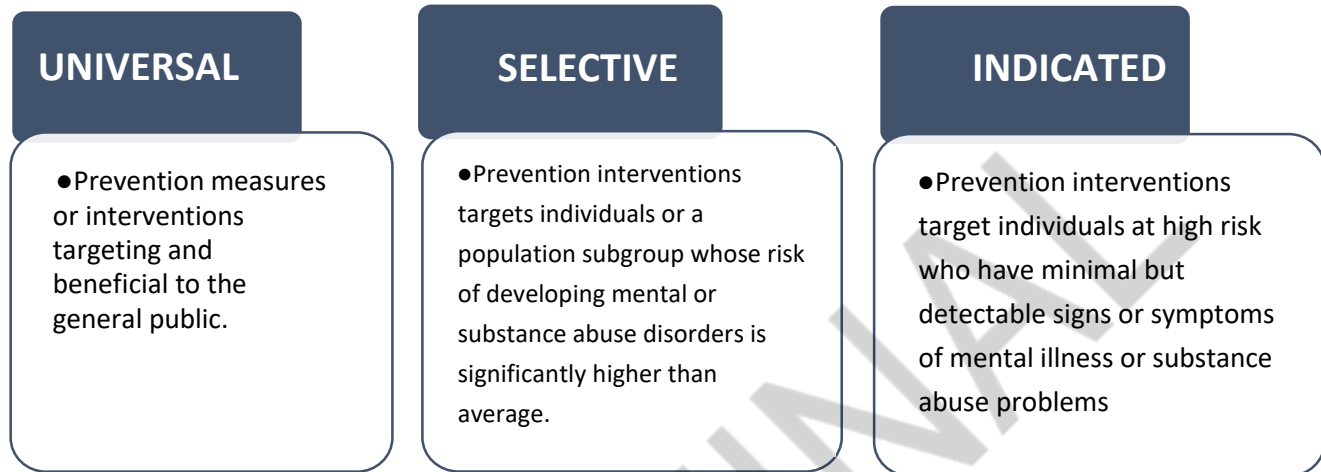 UNIVERSAL
●Prevention measures
or interventions
targeting and
beneficial to the
general public.
SELECTIVE
●Prevention interventions
targets individuals or a
population subgroup whose risk
of developing mental or
substance abuse disorders is
significantly higher than
average.
INDICATED
●Prevention interventions
target individuals at high risk
who have minimal but
detectable signs or symptoms
of mental illness or substance
abuse problems